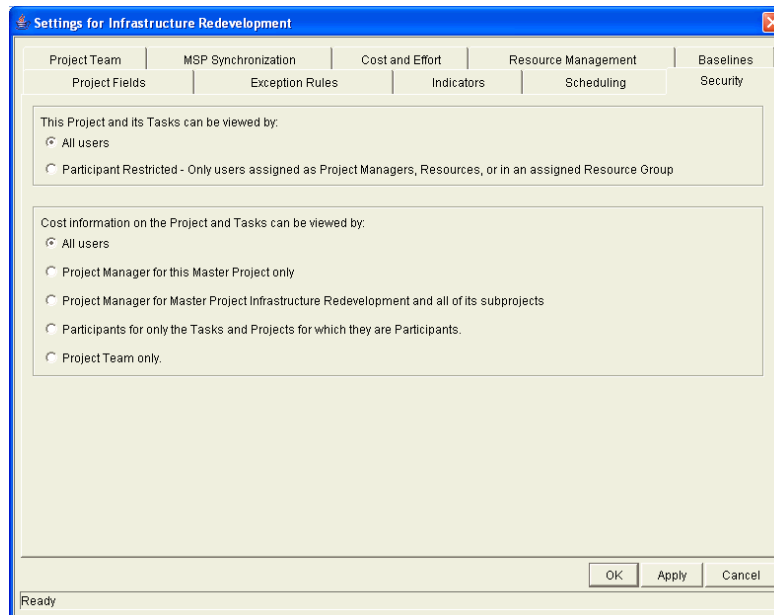 Settings for Infrastructure Redevelopment
Project Team MSP Synchronization Cost and Effort Resource Management Baselines
Project Fields Exception Rules Indicators Scheduling Security
This Project and its Tasks can be viewed by:
All users
Participant Restricted - Only users assigned as Project Managers, Resources, or in an assigned Resource Group
Cost information on the Project and Tasks can be viewed by:
All users
Project Manager for this Master Project only
Project Manager for Master Project Infrastructure Redevelopment and all of its subprojects
Participants for only the Tasks and Projects for which they are Participants.
Project Team only.
OK Apply Cancel
Ready